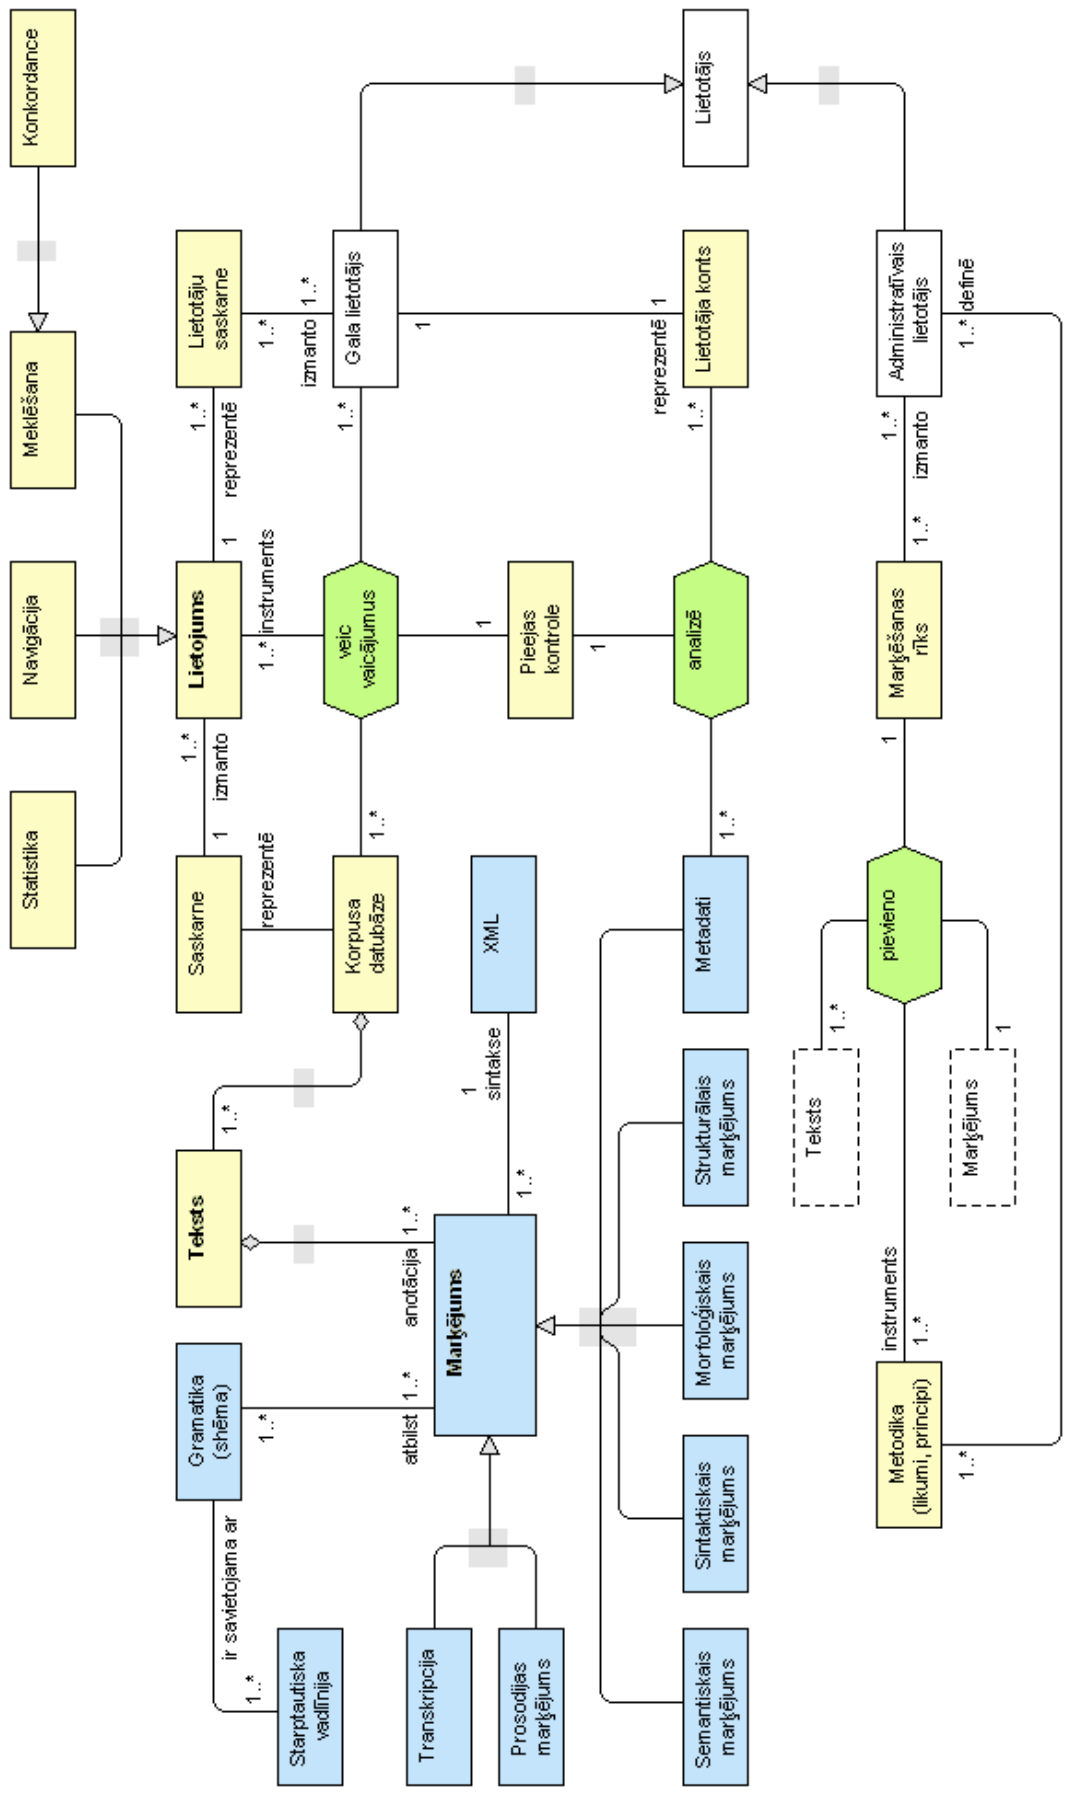 Statistika
Navigācija
Meklēšana
Konkordance
Gramatika
(shēma)
Teksts
Saskarne
1..*
Lietojums
1..*
Lietotāju
saskarne
ir savietojama ar
1..*
1
izmanto
1
reprezentē
1..*
1..*
reprezentē
1..* instruments
1..*
Starptautiska
vadlīnija
izmanto 1..*
Korpusa
datubāze
1..*
veic
vaicājumus
1..*
Gala lietotājs
atbilst 1..*
anotācija 1..*
1
Transkripcija
Marķējums
1
sintakse
XML
1
Prosodijas
marķējums
1..*
Pieejas
kontrole
1
reprezentē 1
Semantiskais
marķējums
Sintaktiskais
marķējums
Morfoloģiskais
marķējums
Strukturālais
marķējums
Metadati
1..*
analizē
1..*
Lietotāja konts
Lietotājs
Teksts
1..*
Metodika
(likumi, principi)
instruments
1..*
pievieno
1
Marķēšanas
rīks
1..*
izmanto
1..*
Administratīvais
lietotājs
1..*
Marķējums
1
1..* definē